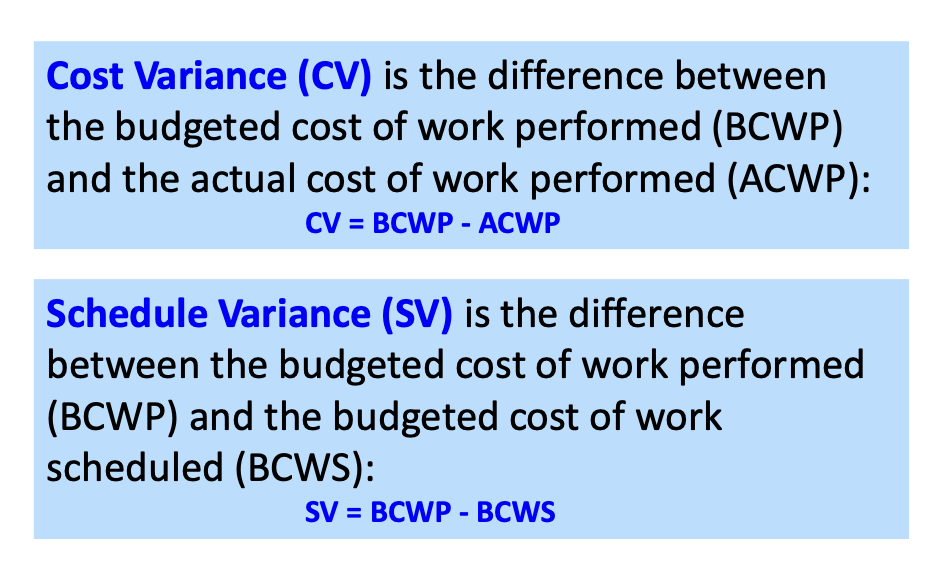 Cost Variance (CV) is the difference between
the budgeted cost of work performed (BCWP)
and the actual cost of work performed (ACWP):
CV = BCWP - ACWP
Schedule Variance (SV) is the difference
between the budgeted cost of work performed
(BCWP) and the budgeted cost of work
scheduled (BCWS):
SV = BCWP - BCWS